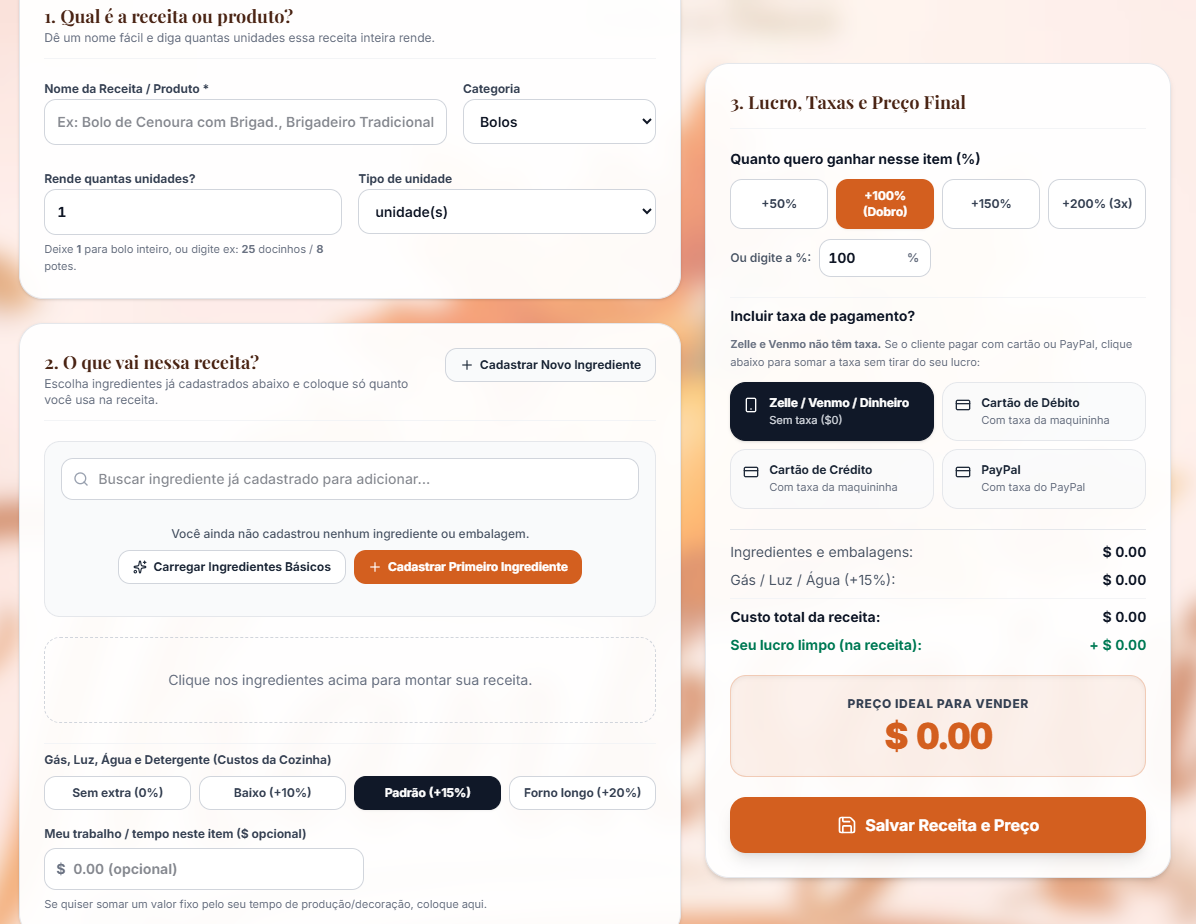 1. Qual é a receita ou produto?
Dê um nome fácil e diga quantas unidades essa receita inteira rende.
Nome da Receita / Produto *
Categoria
Ex: Bolo de Cenoura com Brigad., Brigadeiro Tradicional
Bolos
Rende quantas unidades?
Tipo de unidade
1
unidade(s)
Deixe 1 para bolo inteiro, ou digite ex: 25 docinhos / 8
potes.
2. O que vai nessa receita?
Escolha ingredientes já cadastrados abaixo e coloque só quanto
você usa na receita.
+ Cadastrar Novo Ingrediente
Buscar ingrediente já cadastrado para adicionar...
Você ainda não cadastrou nenhum ingrediente ou embalagem.
Carregar Ingredientes Básicos
+ Cadastrar Primeiro Ingrediente
Clique nos ingredientes acima para montar sua receita.
Gás, Luz, Água e Detergente (Custos da Cozinha)
Sem extra (0%)
Baixo (+10%)
Padrão (+15%)
Forno longo (+20%)
Meu trabalho / tempo neste item ($ opcional)
$ 0.00 (opcional)
Se quiser somar um valor fixo pelo seu tempo de produção/decoração, coloque aqui.
3. Lucro, Taxas e Preço Final
Quanto quero ganhar nesse item (%)
+50%
+100%
(Dobro)
+150%
+200% (3x)
Ou digite a %:
100
%
Incluir taxa de pagamento?
Zelle e Venmo não têm taxa. Se o cliente pagar com cartão ou PayPal, clique
abaixo para somar a taxa sem tirar do seu lucro:
Zelle / Venmo / Dinheiro
Sem taxa ($0)
Cartão de Débito
Com taxa da maquininha
Cartão de Crédito
Com taxa da maquininha
PayPal
Com taxa do PayPal
Ingredientes e embalagens: $ 0.00
Gás / Luz / Água (+15%): $ 0.00
Custo total da receita: $ 0.00
Seu lucro limpo (na receita): + $ 0.00
PREÇO IDEAL PARA VENDER
$ 0.00
Salvar Receita e Preço